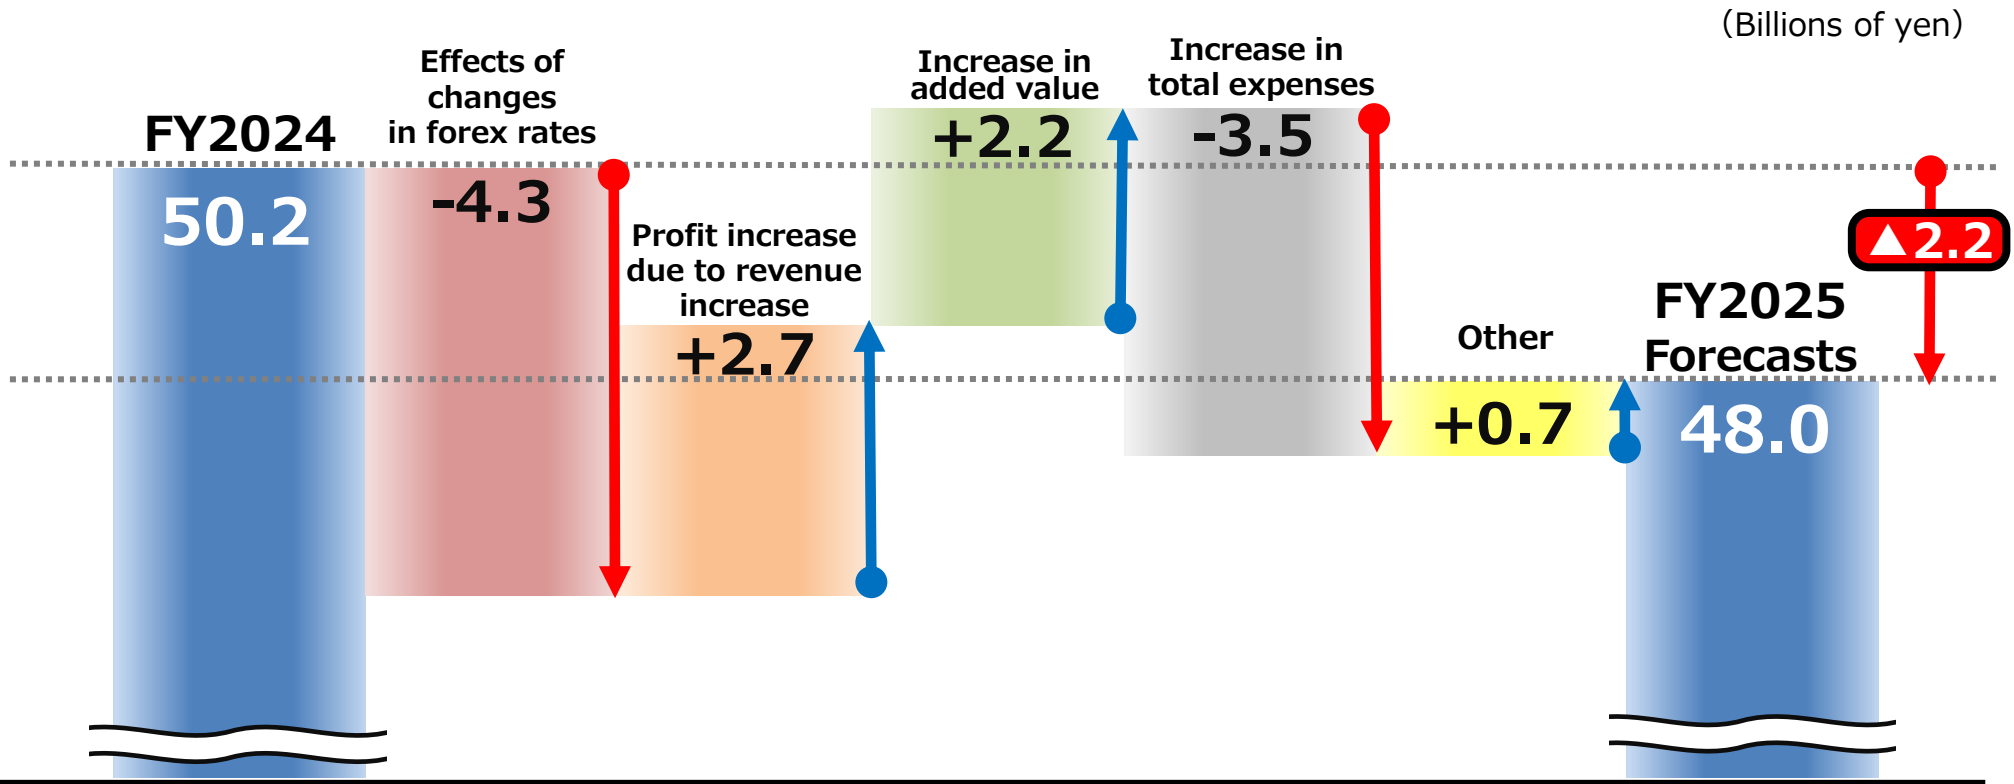 （Billions of yen）
FY2024
50.2
Effects of
changes
in forex rates
-4.3
Profit increase
due to revenue
increase
+2.7
Increase in
added value
+2.2
Increase in
total expenses
-3.5
Other
+0.7
FY2025
Forecasts
48.0
▲2.2